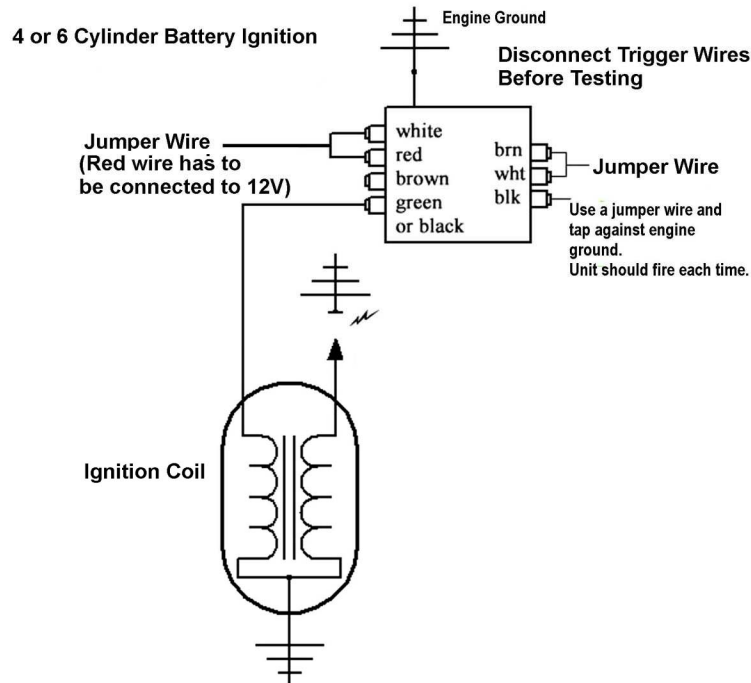 Engine Ground
4 or 6 Cylinder Battery Ignition
Disconnect Trigger Wires
Before Testing
Jumper Wire
(Red wire has to
be connected to 12V)
white
red
brown
green
or black
brn
wht
blk
Jumper Wire
Use a jumper wire and
tap against engine
ground.
Unit should fire each time.
Ignition Coil